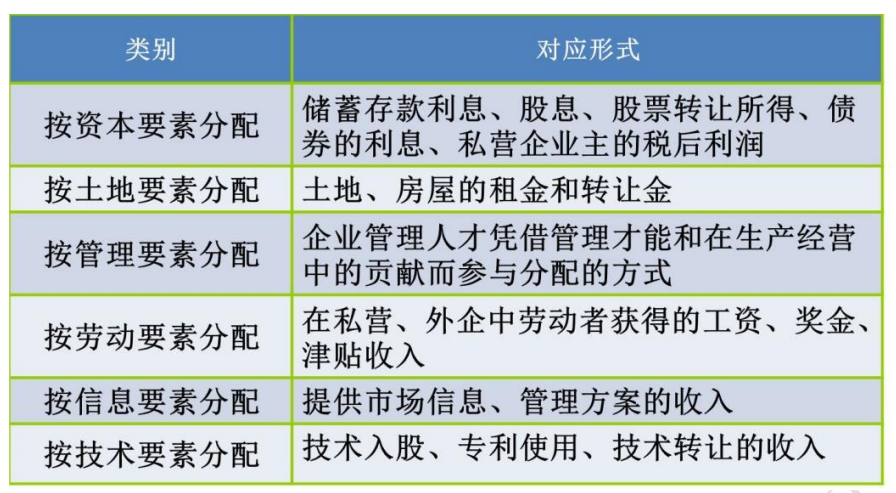 类别
对应形式
按资本要素分配
储蓄存款利息、股息、股票转让所得、债
券的利息、私营企业主的税后利润
按土地要素分配
土地、房屋的租金和转让金
按管理要素分配
企业管理人才凭借管理才能和在生产经营
中的贡献而参与分配的方式
按劳动要素分配
在私营、外企中劳动者获得的工资、奖金、
津贴收入
按信息要素分配
提供市场信息、管理方案的收入
按技术要素分配
技术入股、专利使用、技术转让的收入